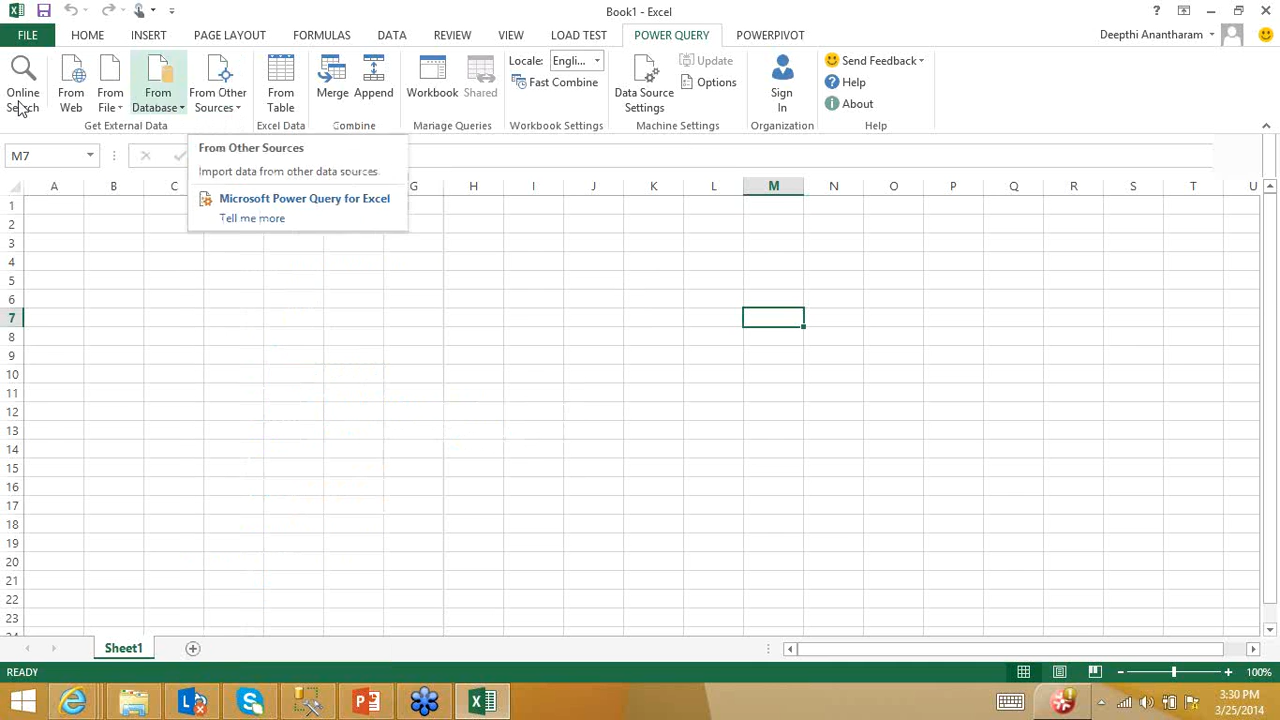 Book1 - Excel
?
FILE HOME INSERT PAGE LAYOUT FORMULAS DATA REVIEW VIEW LOAD TEST POWER QUERY POWERPIVOT
Deepthi Anantharam
Online Search
From Web
From File
From Database
From Other Sources
From Table
Merge
Append
Workbook
Shared
Locale: Engli...
Fast Combine
Data Source Settings
Update
Options
Sign In
Send Feedback
Help
About
Get External Data Excel Data Combine Manage Queries Workbook Settings Machine Settings Organization Help
M7
From Other Sources
Import data from other data sources.
Microsoft Power Query for Excel
Tell me more
A B C G H I J K L M N O P Q R S T U
1
2
3
4
5
6
7
8
9
10
11
12
13
14
15
16
17
18
19
20
21
22
23
Sheet1
READY
100%
3:30 PM
3/25/2014